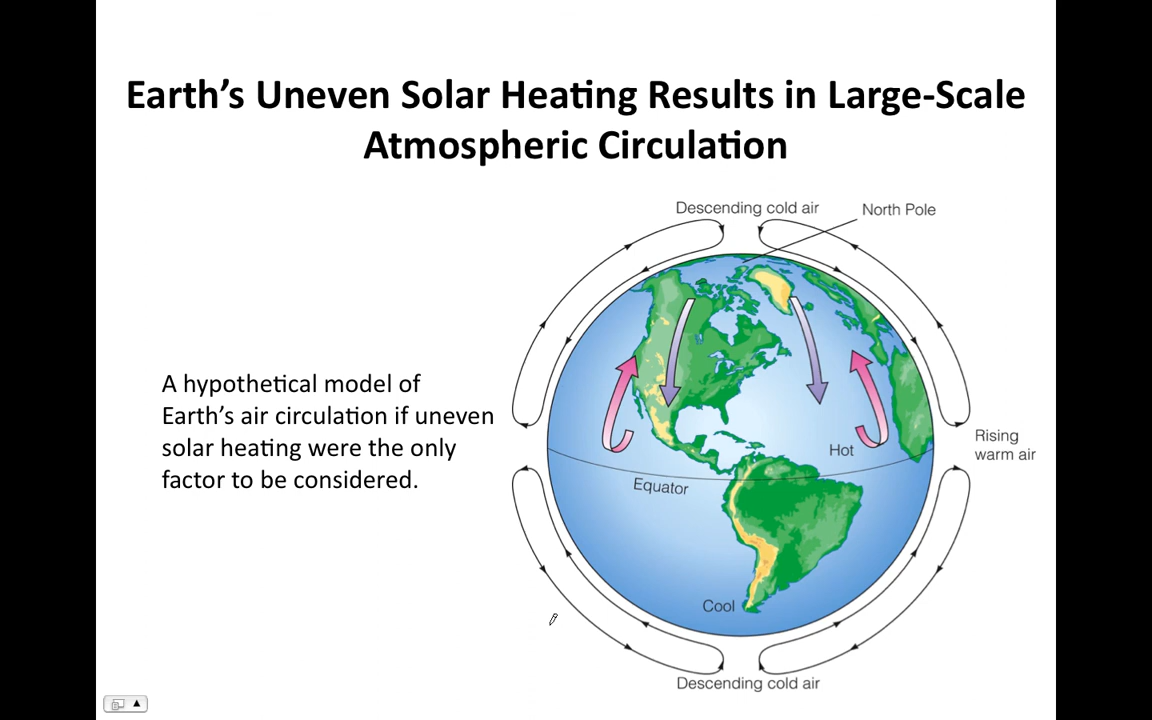 Earth’s Uneven Solar Heating Results in Large-Scale
Atmospheric Circulation
Descending cold air
North Pole
A hypothetical model of
Earth’s air circulation if uneven
solar heating were the only
factor to be considered.
Hot
Rising
warm air
Equator
Cool
Descending cold air